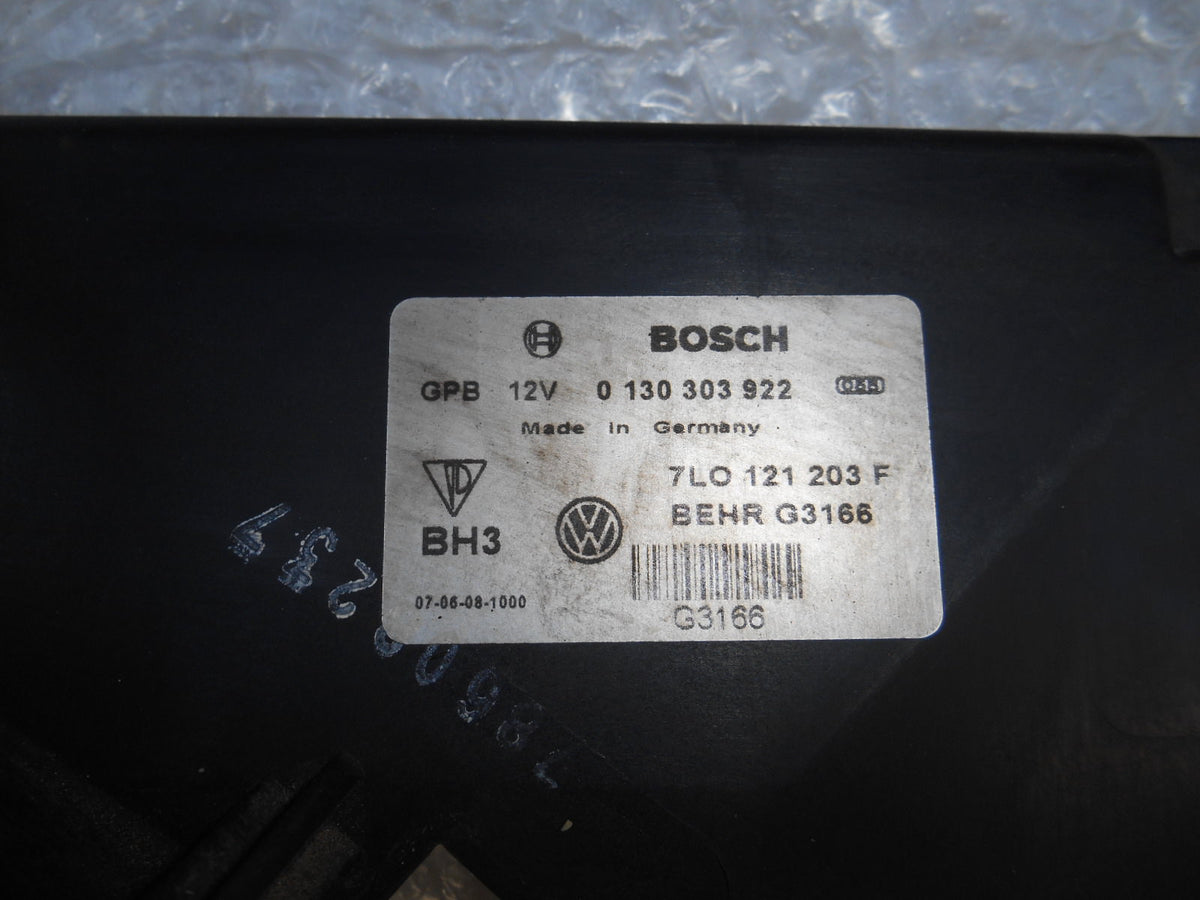 BOSCH
GPB 12V 0 130 303 922
Made in Germany
7LO 121 203 F
BEHR G3166
BH3
07-06-08-1000
G3166